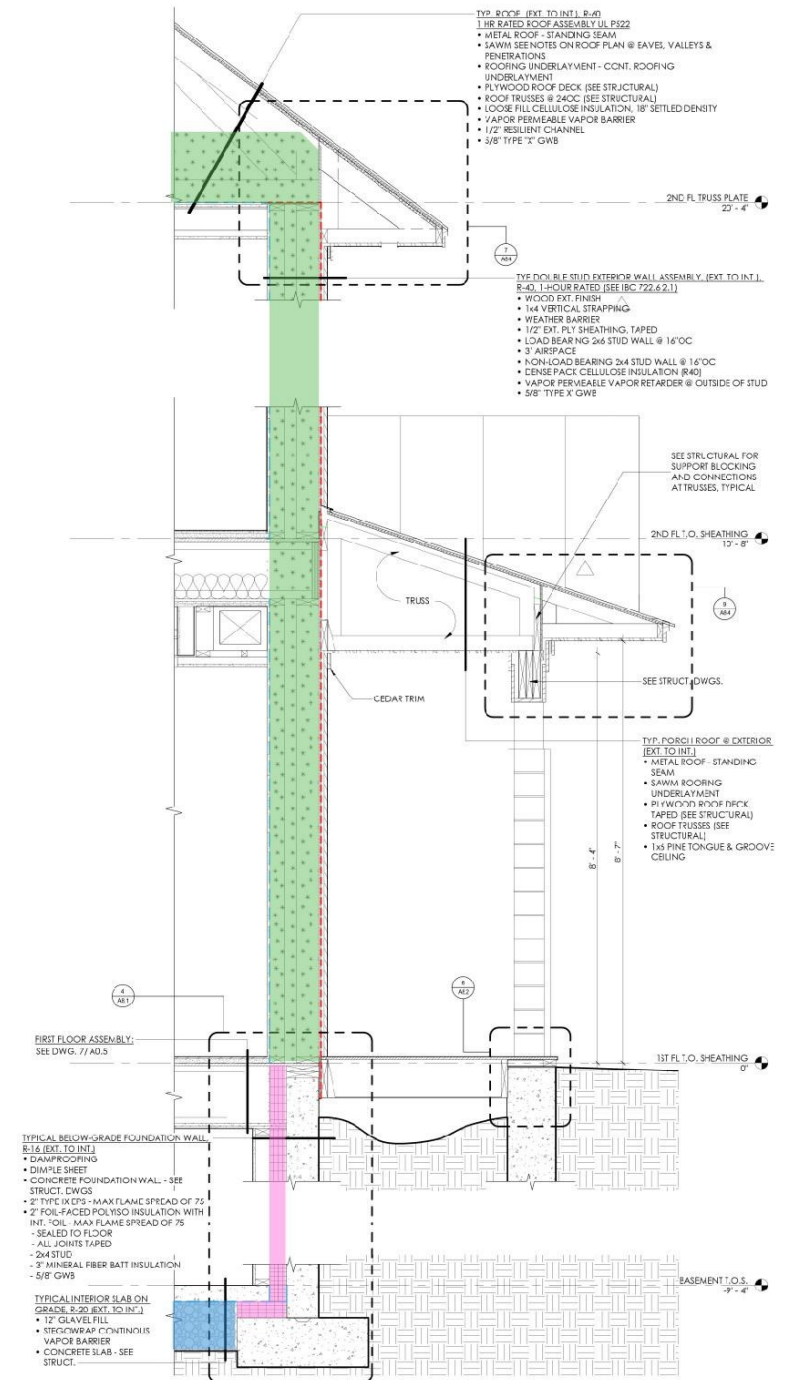 TYP. ROOF, (EXT. TO INT.), R-60
1 HR RATED ROOF ASSEMBLY UL P522
• METAL ROOF - STANDING SEAM
• SAWM SEE NOTES ON ROOF PLAN @ EAVES, VALLEYS &
PENETRATIONS
• ROOFING UNDERLAYMENT - CONT. ROOFING
UNDERLAYMENT
• PLYWOOD ROOF DECK (SEE STRUCTURAL)
• ROOF TRUSSES @ 24OC (SEE STRUCTURAL)
• LOOSE FILL CELLULOSE INSULATION, 18" SETTLED DENSITY
• VAPOR PERMEABLE VAPOR BARRIER
• 1/2" RESILIENT CHANNEL
• 5/8" TYPE "X" GWB
2ND FL TRUSS PLATE
20' - 4"
7
A84
TYP. DOUBLE STUD EXTERIOR WALL ASSEMBLY, (EXT. TO INT.),
R-40, 1-HOUR RATED (SEE IBC 722.6.2.1)
• WOOD EXT. FINISH
• 1x4 VERTICAL STRAPPING
• WEATHER BARRIER
• 1/2" EXT. PLY SHEATHING, TAPED
• LOAD BEARING 2x6 STUD WALL @ 16"OC
• 3" AIRSPACE
• NON-LOAD BEARING 2x4 STUD WALL @ 16"OC
• DENSE PACK CELLULOSE INSULATION (R40)
• VAPOR PERMEABLE VAPOR RETARDER @ OUTSIDE OF STUD
• 5/8" TYPE X GWB
SEE STRUCTURAL FOR
SUPPORT BLOCKING
AND CONNECTIONS
AT TRUSSES, TYPICAL
2ND FL T.O. SHEATHING
10' - 8"
TRUSS
9
A84
SEE STRUCT. DWGS.
CEDAR TRIM
TYP. PORCH ROOF @ EXTERIOR
(EXT. TO INT.)
• METAL ROOF - STANDING
SEAM
• SAWM ROOFING
UNDERLAYMENT
• PLYWOOD ROOF DECK
TAPED (SEE STRUCTURAL)
• ROOF TRUSSES (SEE
STRUCTURAL)
• 1x6 PINE TONGUE & GROOVE
CEILING
8' - 4"
8' - 7"
4
A81
6
A82
FIRST FLOOR ASSEMBLY:
SEE DWG. 7/ A0.5
1ST FL T.O. SHEATHING
0"
TYPICAL BELOW-GRADE FOUNDATION WALL,
R-16 (EXT. TO INT.)
• DAMPROOFING
• DIMPLE SHEET
• CONCRETE FOUNDATION WALL - SEE
STRUCT. DWGS
• 2" TYPE IX EPS - MAX FLAME SPREAD OF 75
• 2" FOIL-FACED POLYISO INSULATION WITH
INT. FOIL - MAX FLAME SPREAD OF 75
- SEALED TO FLOOR
- ALL JOINTS TAPED
- 2x4 STUD
- 3" MINERAL FIBER BATT INSULATION
- 5/8" GWB
BASEMENT T.O.S.
-9' - 4"
TYPICAL INTERIOR SLAB ON
GRADE, R-20 (EXT. TO INT.)
• 12" GLAVEL FILL
• STEGOWRAP CONTINOUS
VAPOR BARRIER
• CONCRETE SLAB - SEE
STRUCT.